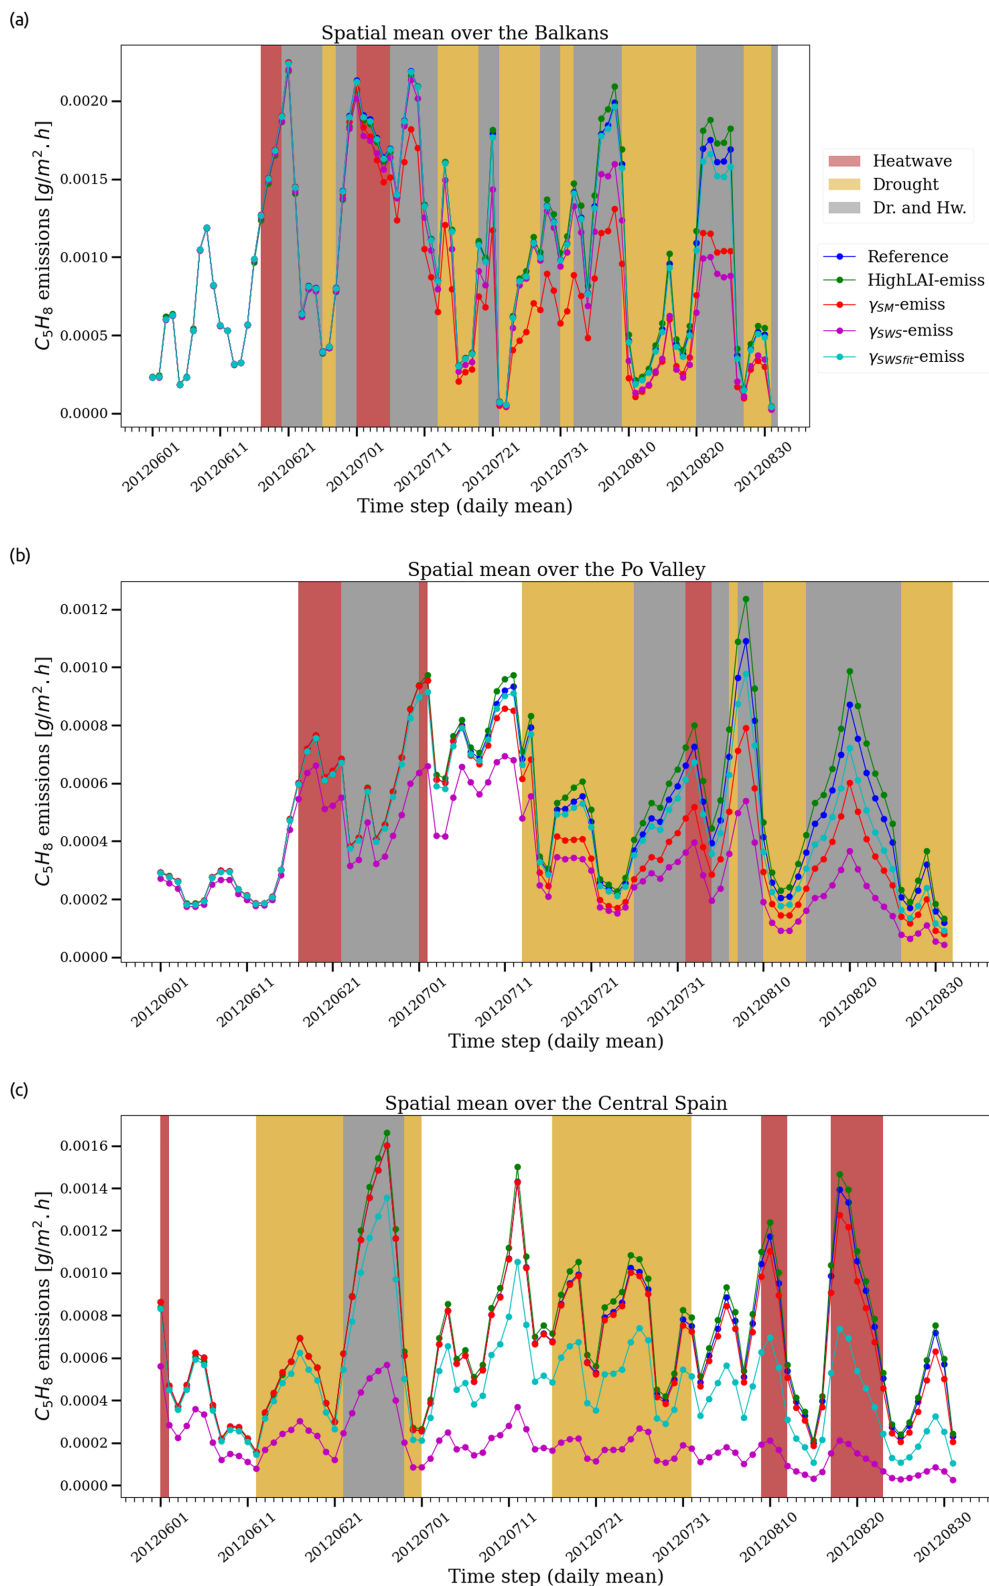 (a)
Spatial mean over the Balkans
C₅H₈ emissions [g/m².h]
0.0020
0.0015
0.0010
0.0005
0.0000
20120601
20120611
20120621
20120701
20120711
20120721
20120731
20120810
20120820
20120830
Time step (daily mean)
Heatwave
Drought
Dr. and Hw.
Reference
HighLAI-emiss
γSM-emiss
γSWS-emiss
γSWSfit-emiss
(b)
Spatial mean over the Po Valley
C₅H₈ emissions [g/m².h]
0.0012
0.0010
0.0008
0.0006
0.0004
0.0002
0.0000
20120601
20120611
20120621
20120701
20120711
20120721
20120731
20120810
20120820
20120830
Time step (daily mean)
(c)
Spatial mean over the Central Spain
C₅H₈ emissions [g/m².h]
0.0016
0.0014
0.0012
0.0010
0.0008
0.0006
0.0004
0.0002
0.0000
20120601
20120611
20120621
20120701
20120711
20120721
20120731
20120810
20120820
20120830
Time step (daily mean)